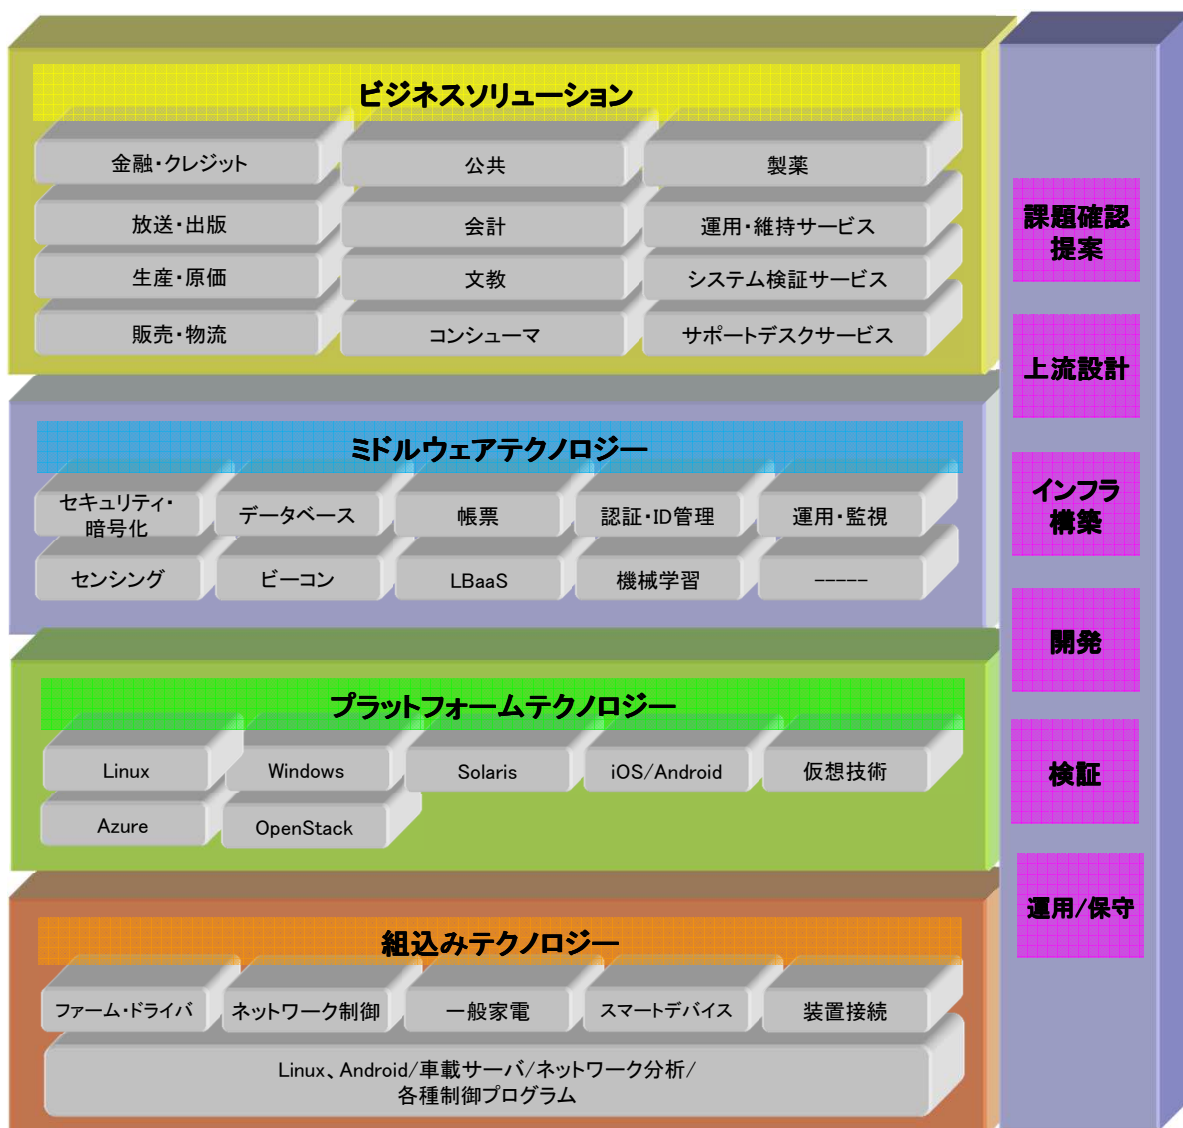 ビジネスソリューション
金融・クレジット
公共
製薬
放送・出版
会計
運用・維持サービス
生産・原価
文教
システム検証サービス
販売・物流
コンシューマ
サポートデスクサービス
ミドルウェアテクノロジー
セキュリティ・
暗号化
データベース
帳票
認証・ID管理
運用・監視
センシング
ビーコン
LBaaS
機械学習
-----
プラットフォームテクノロジー
Linux
Windows
Solaris
iOS/Android
仮想技術
Azure
OpenStack
組込みテクノロジー
ファーム・ドライバ
ネットワーク制御
一般家電
スマートデバイス
装置接続
Linux、Android/車載サーバ/ネットワーク分析/
各種制御プログラム
課題確認
提案
上流設計
インフラ
構築
開発
検証
運用/保守